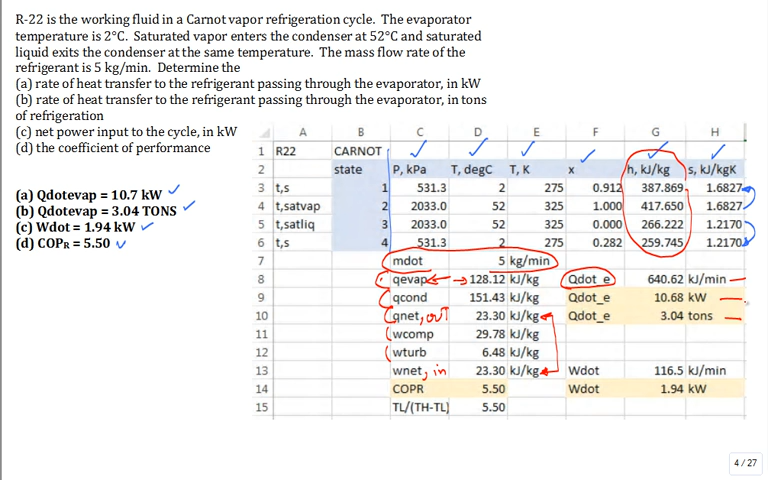 R-22 is the working fluid in a Carnot vapor refrigeration cycle. The evaporator
temperature is 2°C. Saturated vapor enters the condenser at 52°C and saturated
liquid exits the condenser at the same temperature. The mass flow rate of the
refrigerant is 5 kg/min. Determine the
(a) rate of heat transfer to the refrigerant passing through the evaporator, in kW
(b) rate of heat transfer to the refrigerant passing through the evaporator, in tons
of refrigeration
(c) net power input to the cycle, in kW
(d) the coefficient of performance
(a) Qdotevap = 10.7 kW
(b) Qdotevap = 3.04 TONS
(c) Wdot = 1.94 kW
(d) COPR = 5.50
A B C D E F G H
1 R22 CARNOT
2 state P, kPa T, degC T, K x h, kJ/kg s, kJ/kgK
3 t,s 1 531.3 2 275 0.912 387.869 1.6827
4 t,satvap 2 2033.0 52 325 1.000 417.650 1.6827
5 t,satliq 3 2033.0 52 325 0.000 266.222 1.2170
6 t,s 4 531.3 2 275 0.282 259.745 1.2170
7 mdot 5 kg/min
8 qevap 128.12 kJ/kg Qdot_e 640.62 kJ/min
9 qcond 151.43 kJ/kg Qdot_e 10.68 kW
10 qnet, out 23.30 kJ/kg Qdot_e 3.04 tons
11 wcomp 29.78 kJ/kg
12 wturb 6.48 kJ/kg
13 wnet, in 23.30 kJ/kg Wdot 116.5 kJ/min
14 COPR 5.50 Wdot 1.94 kW
15 TL/(TH-TL) 5.50
4 / 27